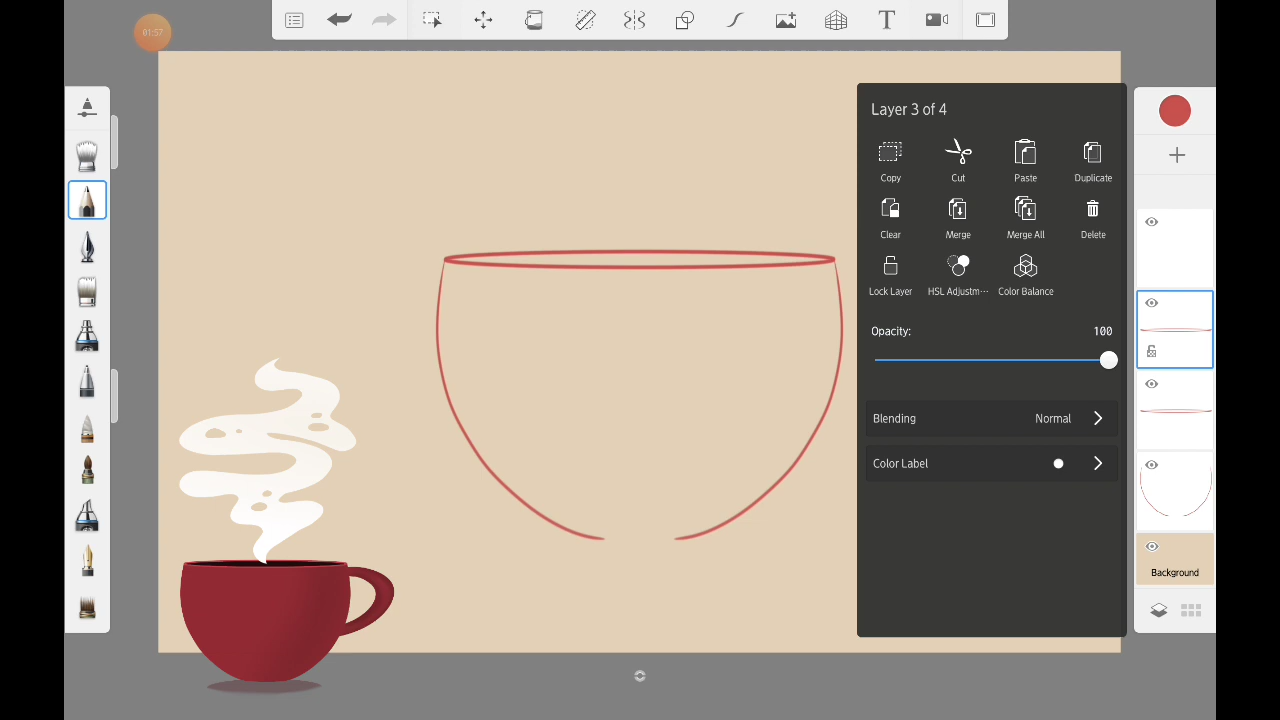 01:57
T
Layer 3 of 4
Copy
Cut
Paste
Duplicate
Clear
Merge
Merge All
Delete
Lock Layer
HSL Adjustm···
Color Balance
Opacity:
100
Blending
Normal
Color Label
Background